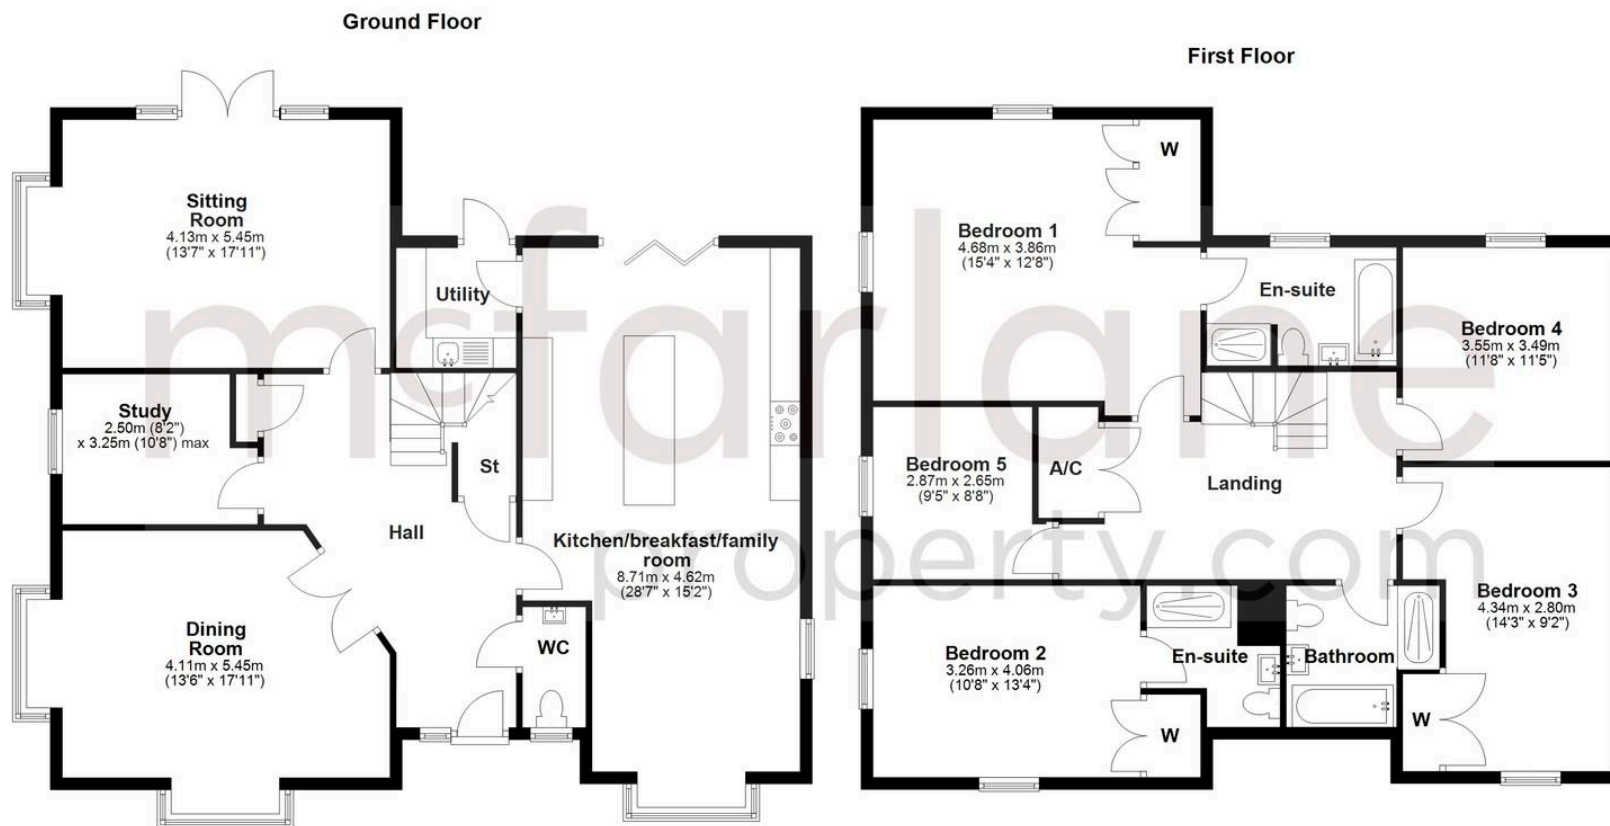 Ground Floor
First Floor
Sitting
Room
4.13m x 5.45m
(13'7" x 17'11")
Utility
Study
2.50m (8'2")
x 3.25m (10'8") max
St
Hall
Kitchen/breakfast/family
room
8.71m x 4.62m
(28'7" x 15'2")
Dining
Room
4.11m x 5.45m
(13'6" x 17'11")
WC
W
Bedroom 1
4.68m x 3.86m
(15'4" x 12'8")
En-suite
Bedroom 4
3.55m x 3.49m
(11'8" x 11'5")
Bedroom 5
2.87m x 2.65m
(9'5" x 8'8")
A/C
Landing
Bedroom 3
4.34m x 2.80m
(14'3" x 9'2")
Bedroom 2
3.26m x 4.06m
(10'8" x 13'4")
En-suite
Bathroom
W
W
mcfarlane
property.com